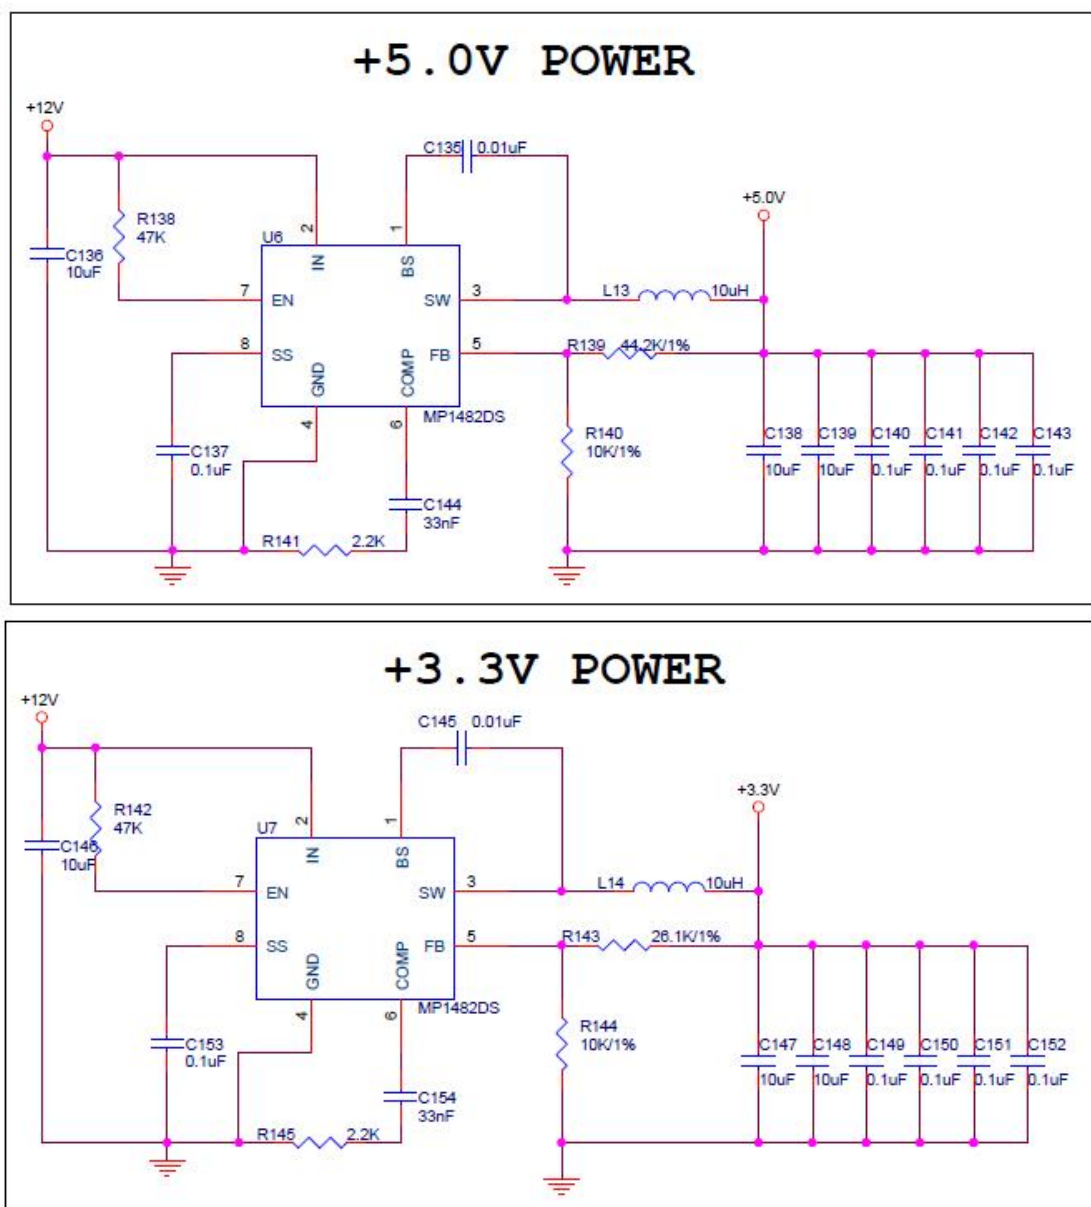 +5.0V POWER
+12V
C135 0.01uF
+5.0V
R138
47K
C136
10uF
U6
2
IN
1
BS
7
EN
SW
3
L13 10uH
8
SS
GND
COMP
FB
5
R139 44.2K/1%
4
6
MP1482DS
C137
0.1uF
R140
10K/1%
C138 C139 C140 C141 C142 C143
10uF 10uF 0.1uF 0.1uF 0.1uF 0.1uF
C144
33nF
R141 2.2K
+3.3V POWER
+12V
C145 0.01uF
+3.3V
R142
47K
C146
10uF
U7
2
IN
1
BS
7
EN
SW
3
L14 10uH
8
SS
GND
COMP
FB
5
R143 26.1K/1%
4
6
MP1482DS
C153
0.1uF
R144
10K/1%
C147 C148 C149 C150 C151 C152
10uF 10uF 0.1uF 0.1uF 0.1uF 0.1uF
C154
33nF
R145 2.2K